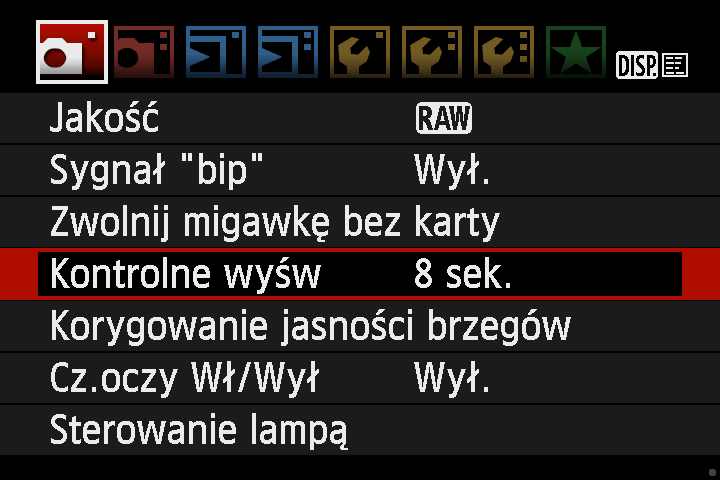 DISP.
Jakość RAW
Sygnał "bip" Wył.
Zwolnij migawkę bez karty
Kontrolne wyśw 8 sek.
Korygowanie jasności brzegów
Cz.oczy Wł/Wył Wył.
Sterowanie lampą